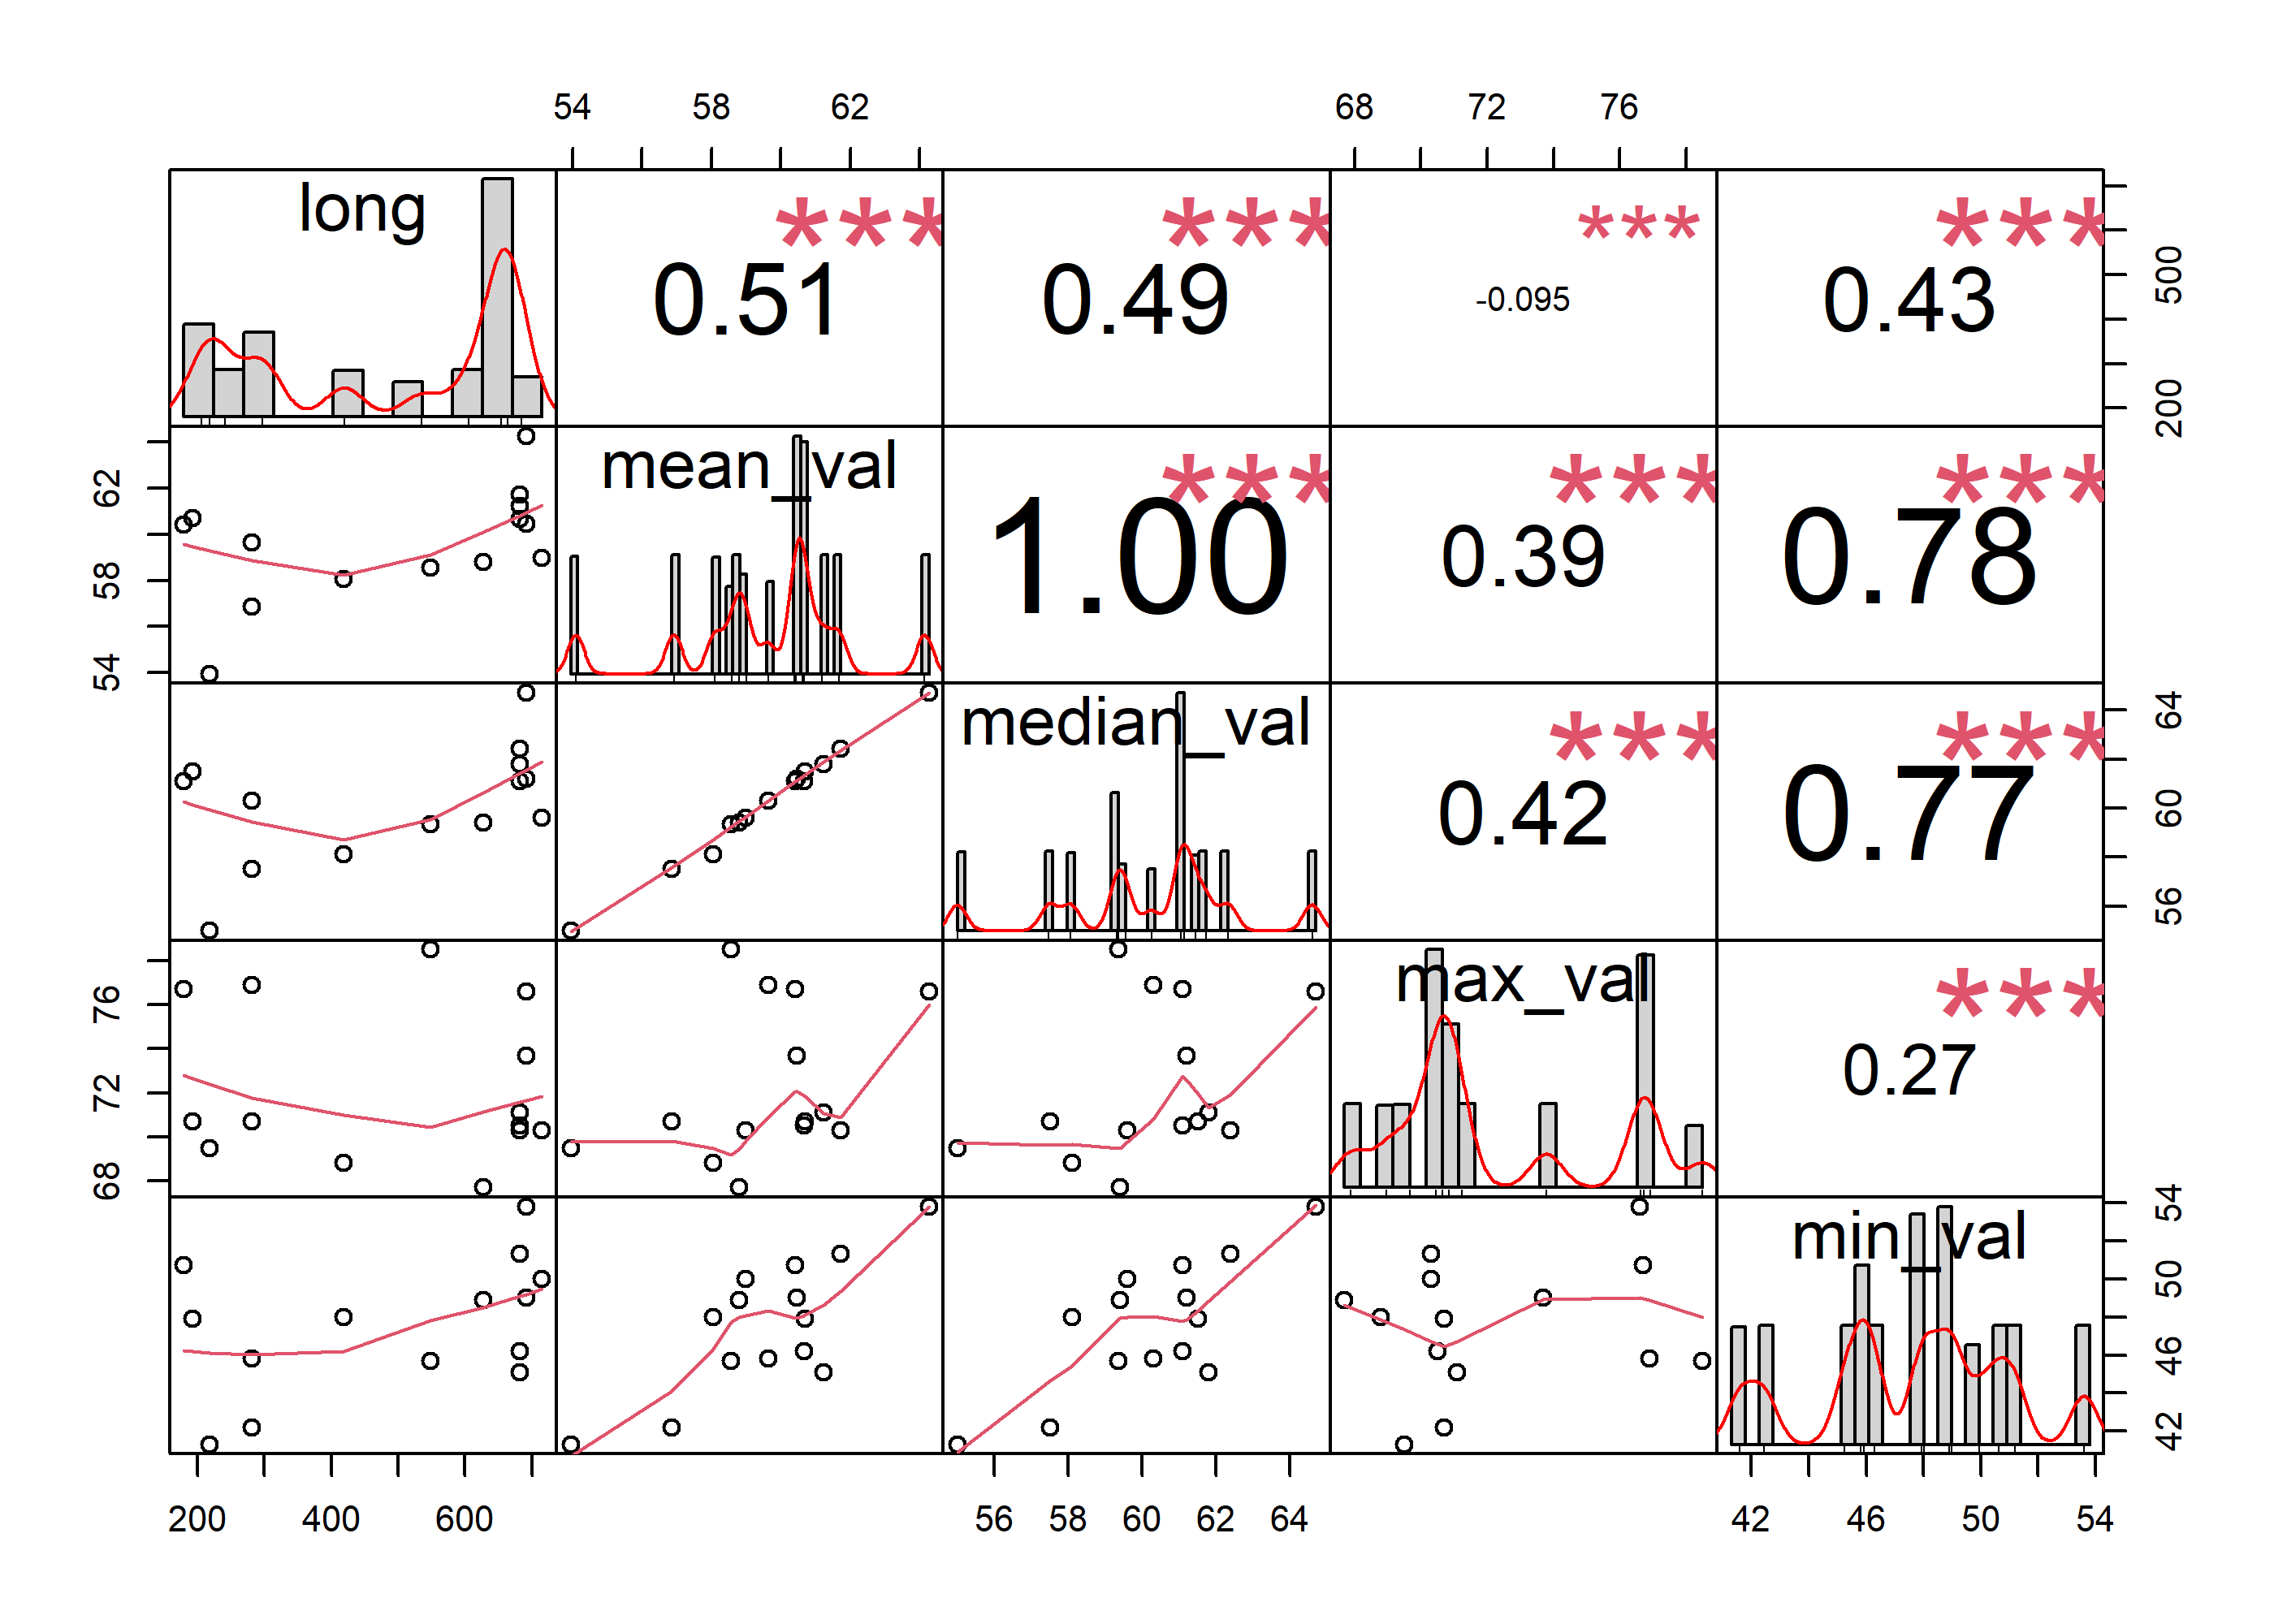 54 58 62 68 72 76
long *** 0.51 *** 0.49 *** -0.095 *** 0.43 200 500
54 58 62 mean_val *** 1.00 *** 0.39 *** 0.78
median_val *** 0.42 *** 0.77 56 60 64
68 72 76 max_val *** 0.27
min_val 42 46 50 54
200 400 600 56 58 60 62 64 42 46 50 54